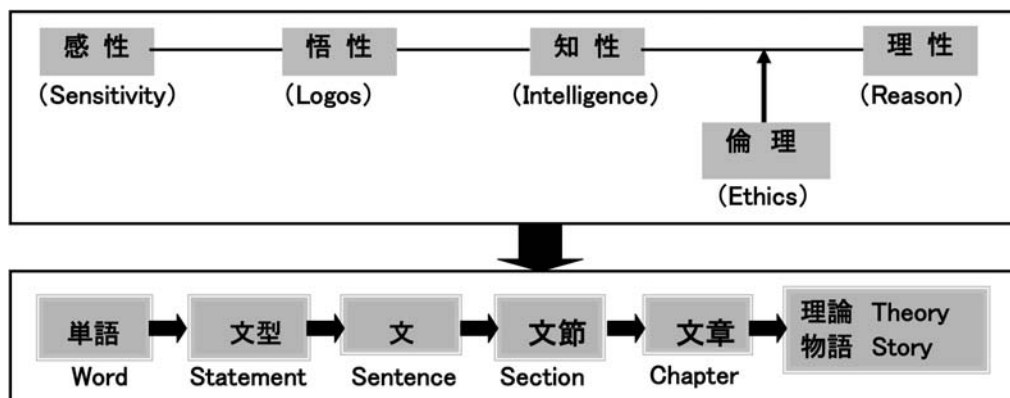 感性 悟性 知性 理性
(Sensitivity) (Logos) (Intelligence) (Reason)
倫理
(Ethics)
単語 文型 文 文節 文章 理論 Theory
物語 Story
Word Statement Sentence Section Chapter